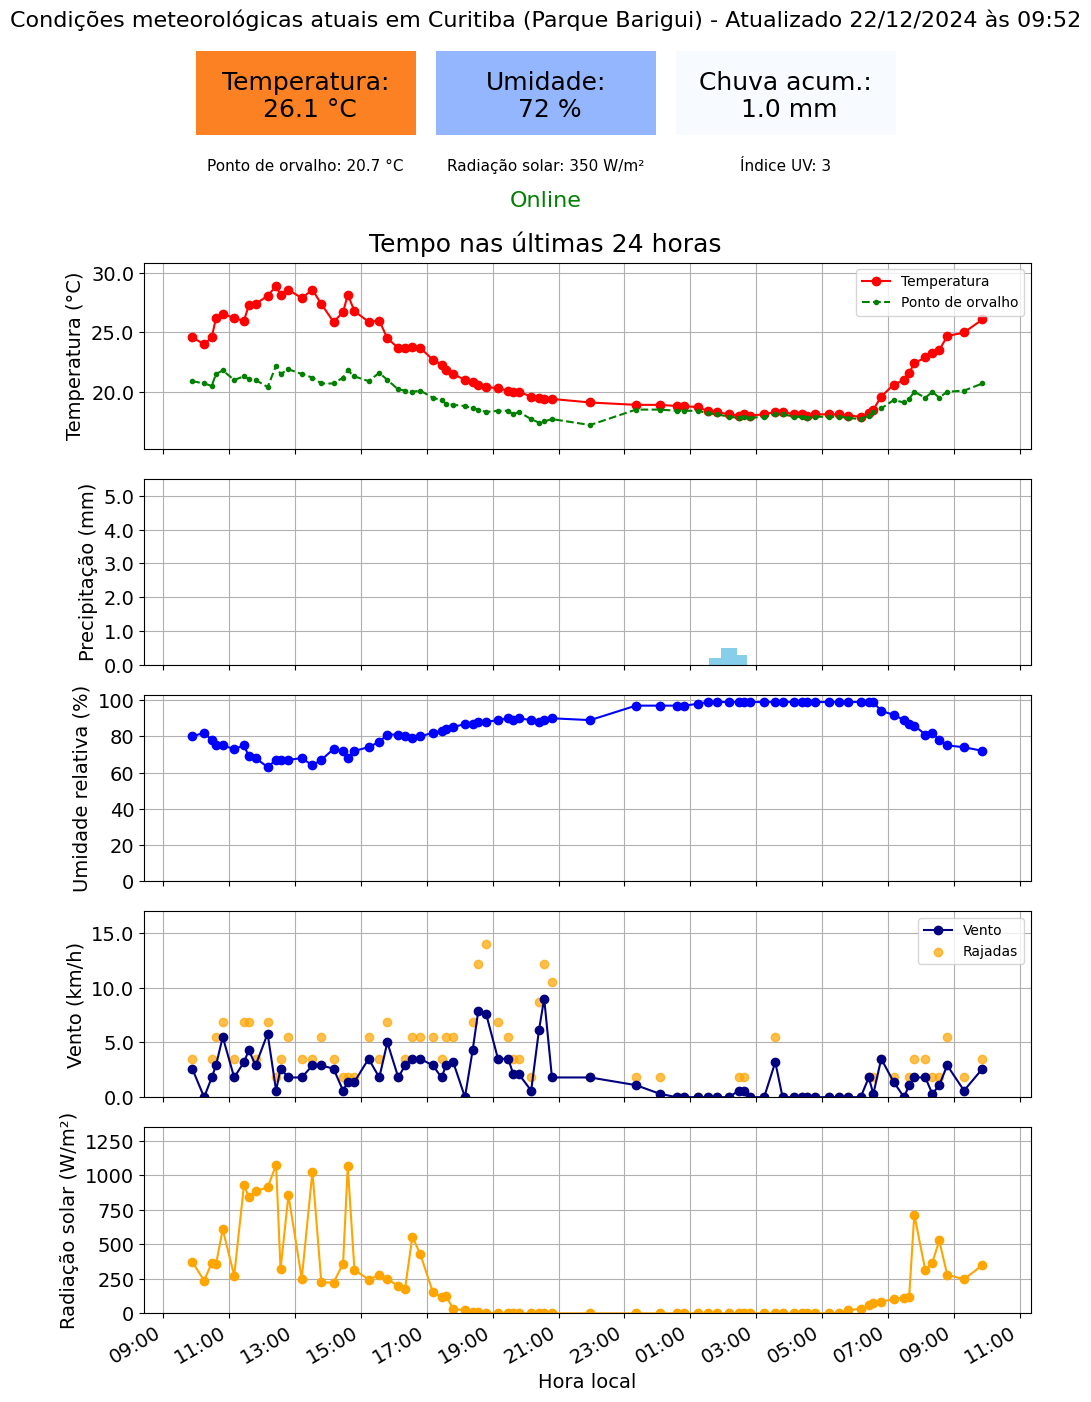 Condições meteorológicas atuais em Curitiba (Parque Barigui) - Atualizado 22/12/2024 às 09:52
Temperatura:
26.1 °C
Umidade:
72 %
Chuva acum.:
1.0 mm
Ponto de orvalho: 20.7 °C
Radiação solar: 350 W/m²
Índice UV: 3
Online
Tempo nas últimas 24 horas
Temperatura (°C)
30.0
25.0
20.0
Temperatura
Ponto de orvalho
Precipitação (mm)
5.0
4.0
3.0
2.0
1.0
0.0
Umidade relativa (%)
100
80
60
40
20
0
Vento (km/h)
15.0
10.0
5.0
0.0
Vento
Rajadas
Radiação solar (W/m²)
1250
1000
750
500
250
0
09:00
11:00
13:00
15:00
17:00
19:00
21:00
23:00
01:00
03:00
05:00
07:00
09:00
11:00
Hora local